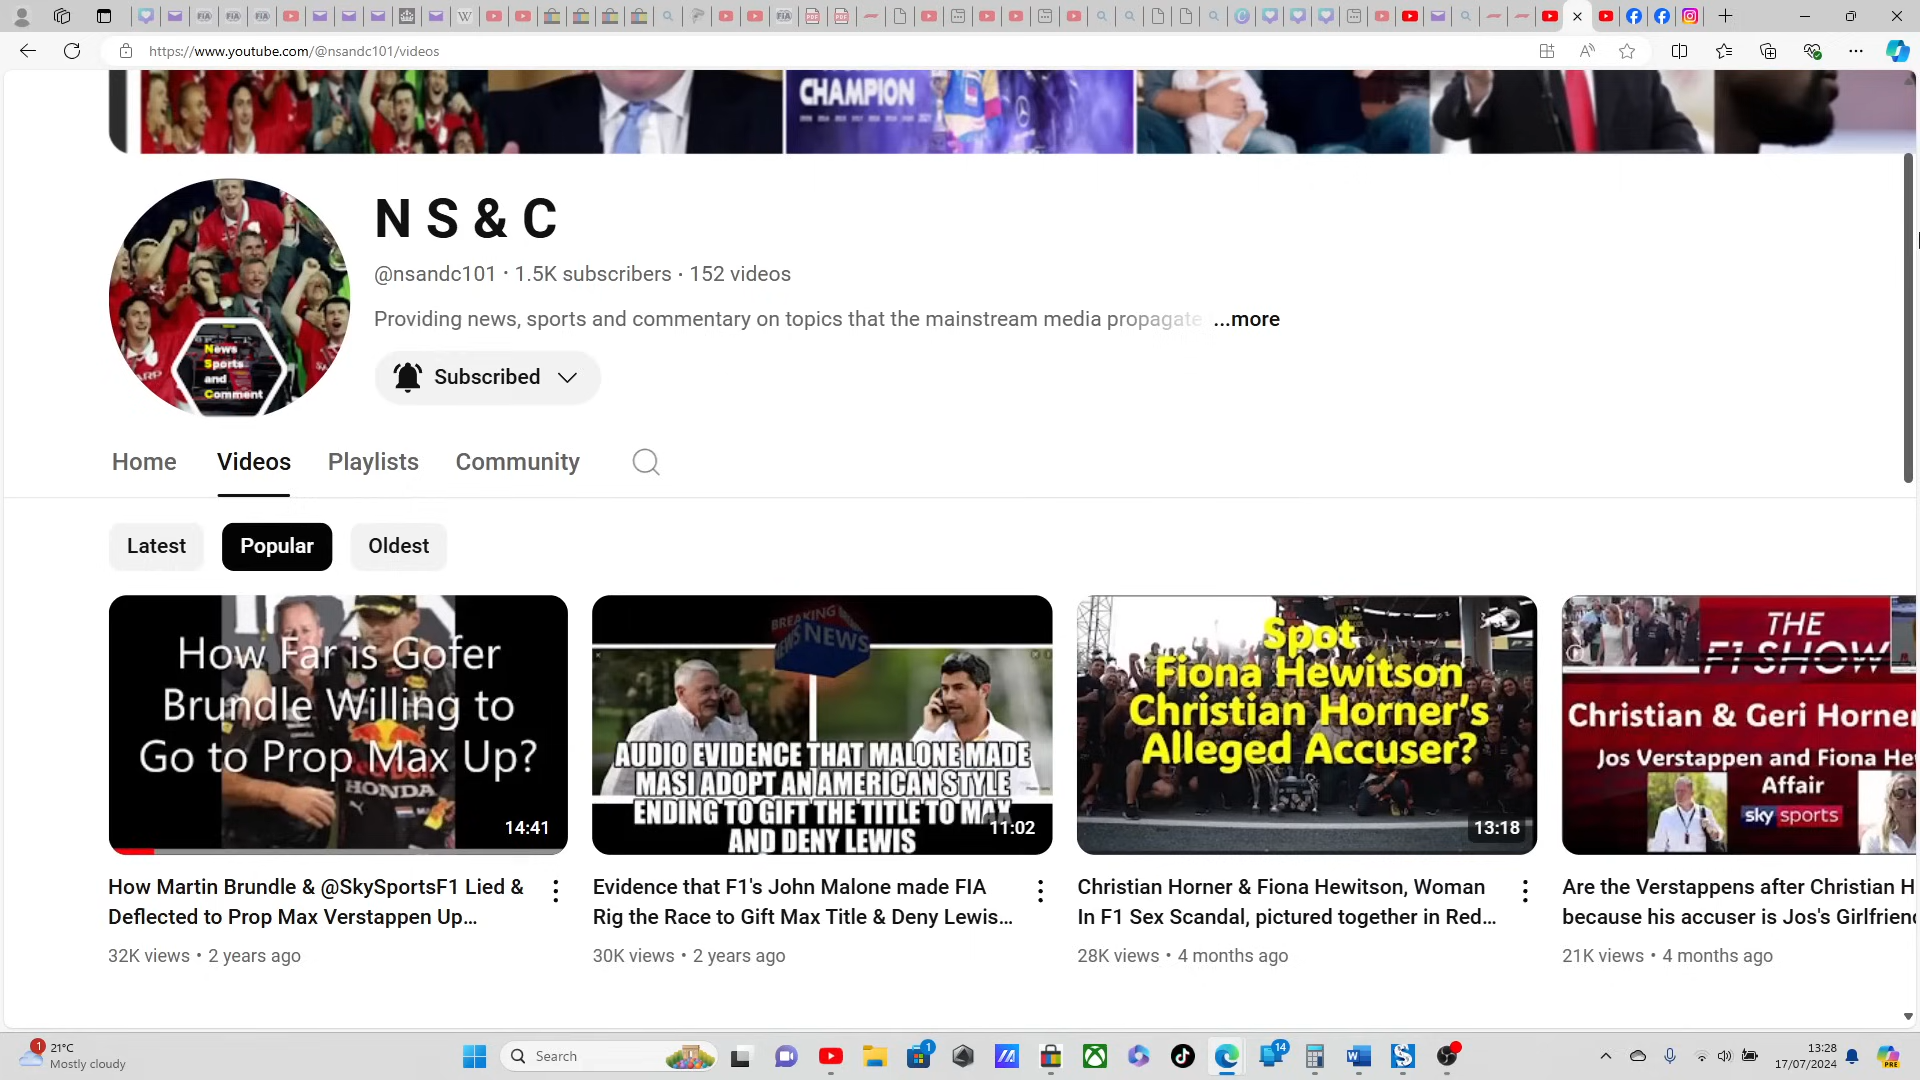 https://www.youtube.com/@nsandc101/videos
CHAMPION
N S & C
@nsandc101 · 1.5K subscribers · 152 videos
Providing news, sports and commentary on topics that the mainstream media propagate ...more
News
Sports
and
Comment
Subscribed
Home Videos Playlists Community
Latest Popular Oldest
How Far is Gofer
Brundle Willing to
Go to Prop Max Up?
HONDA
14:41
BREAKING
NEWS
AUDIO EVIDENCE THAT MALONE MADE
MASI ADOPT AN AMERICAN STYLE
ENDING TO GIFT THE TITLE TO MAX
AND DENY LEWIS
11:02
Spot
Fiona Hewitson
Christian Horner's
Alleged Accuser?
13:18
THE
F1 SHOW
Christian & Geri Horner
Jos Verstappen and Fiona He
Affair
sky sports
How Martin Brundle & @SkySportsF1 Lied &
Deflected to Prop Max Verstappen Up...
32K views • 2 years ago
Evidence that F1's John Malone made FIA
Rig the Race to Gift Max Title & Deny Lewis...
30K views • 2 years ago
Christian Horner & Fiona Hewitson, Woman
In F1 Sex Scandal, pictured together in Red...
28K views • 4 months ago
Are the Verstappens after Christian H
because his accuser is Jos's Girlfrien
21K views • 4 months ago
1
21°C
Mostly cloudy
Search
1
14
13:28
17/07/2024
PRE